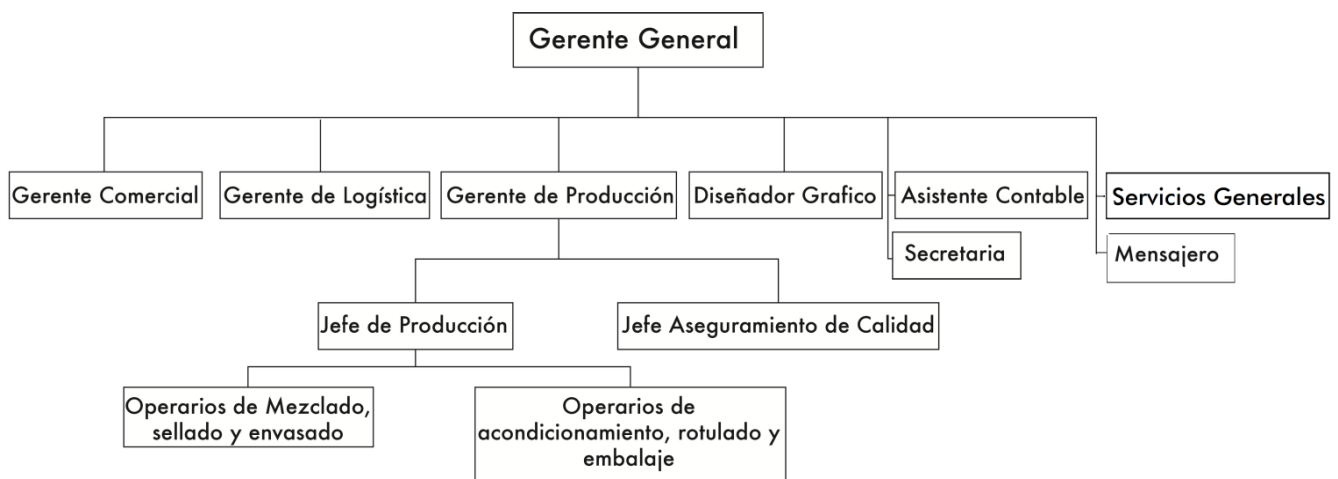 Gerente General
Gerente Comercial
Gerente de Logística
Gerente de Producción
Diseñador Grafico
Asistente Contable
Servicios Generales
Secretaria
Mensajero
Jefe de Producción
Jefe Aseguramiento de Calidad
Operarios de Mezclado,
sellado y envasado
Operarios de
acondicionamiento, rotulado y
embalaje